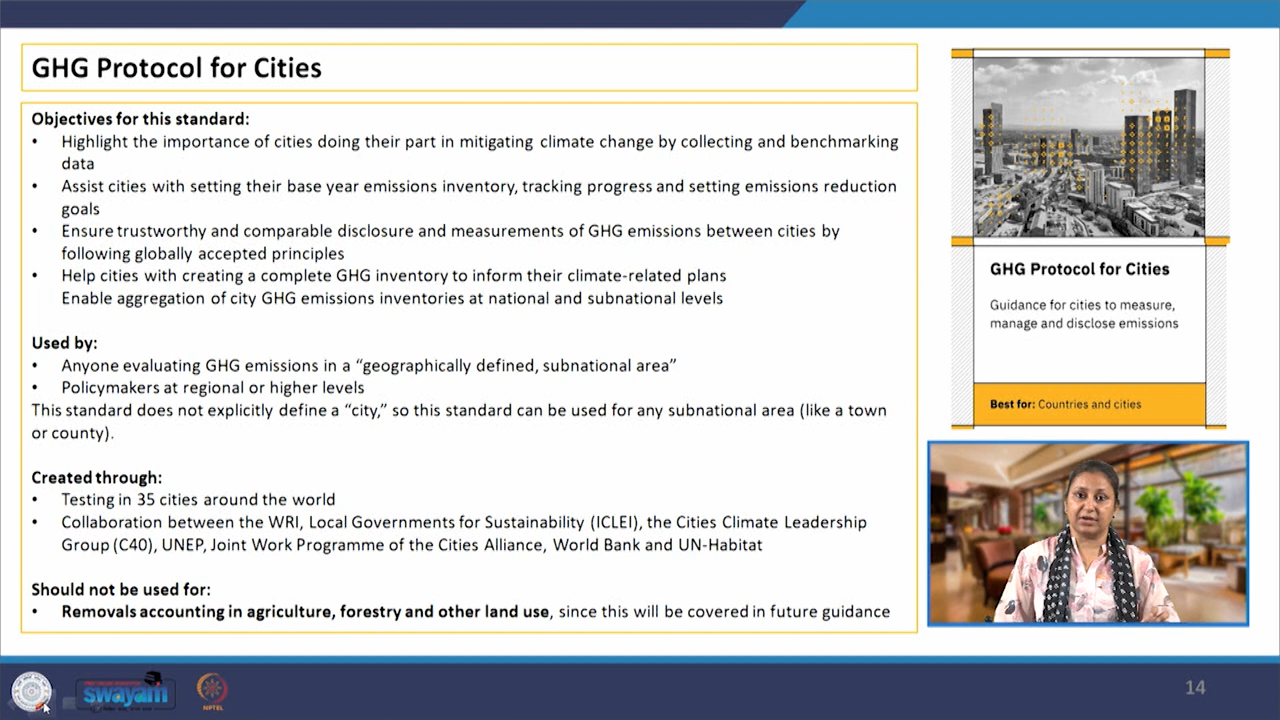 GHG Protocol for Cities
Objectives for this standard:
• Highlight the importance of cities doing their part in mitigating climate change by collecting and benchmarking
data
• Assist cities with setting their base year emissions inventory, tracking progress and setting emissions reduction
goals
• Ensure trustworthy and comparable disclosure and measurements of GHG emissions between cities by
following globally accepted principles
• Help cities with creating a complete GHG inventory to inform their climate-related plans
Enable aggregation of city GHG emissions inventories at national and subnational levels
Used by:
• Anyone evaluating GHG emissions in a “geographically defined, subnational area”
• Policymakers at regional or higher levels
This standard does not explicitly define a “city,” so this standard can be used for any subnational area (like a town
or county).
Created through:
• Testing in 35 cities around the world
• Collaboration between the WRI, Local Governments for Sustainability (ICLEI), the Cities Climate Leadership
Group (C40), UNEP, Joint Work Programme of the Cities Alliance, World Bank and UN-Habitat
Should not be used for:
• Removals accounting in agriculture, forestry and other land use, since this will be covered in future guidance
GHG Protocol for Cities
Guidance for cities to measure,
manage and disclose emissions
Best for: Countries and cities
swayam
NPTEL
14